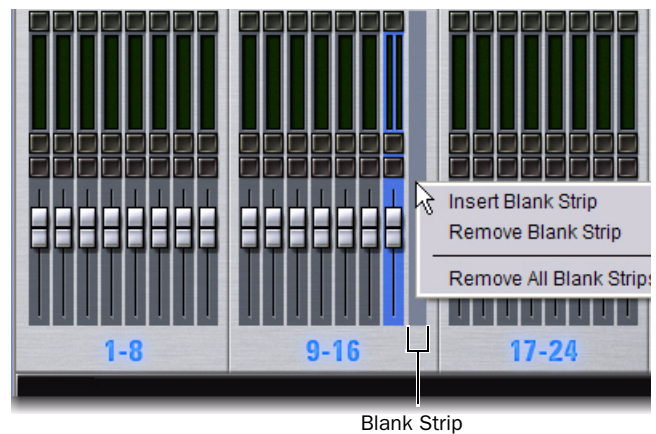 Insert Blank Strip
Remove Blank Strip
Remove All Blank Strips
1-8
9-16
17-24
Blank Strip